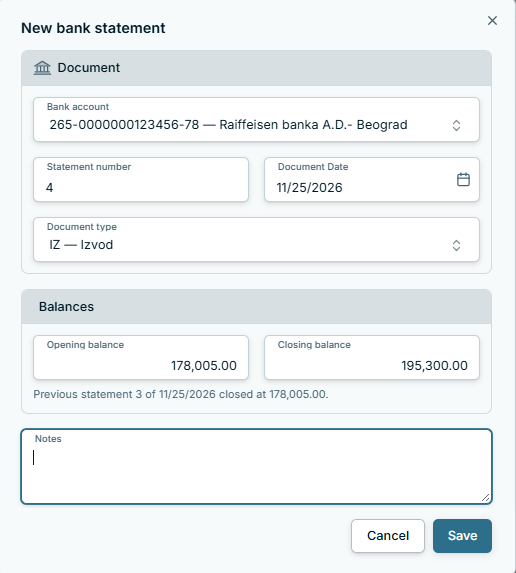 New bank statement
Document
Bank account
265-0000000123456-78 — Raiffeisen banka A.D.- Beograd
Statement number
4
Document Date
11/25/2026
Document type
IZ — Izvod
Balances
Opening balance
178,005.00
Closing balance
195,300.00
Previous statement 3 of 11/25/2026 closed at 178,005.00.
Notes
Cancel
Save